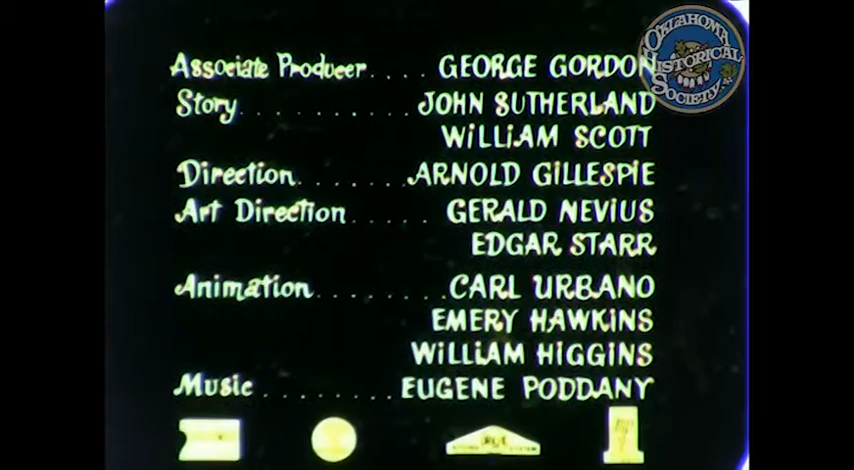 OKLAHOMA
HISTORICAL
SOCIETY
Associate Producer..... GEORGE GORDON
Story.................. JOHN SUTHERLAND
WILLIAM SCOTT
Direction.............. ARNOLD GILLESPIE
Art Direction.......... GERALD NEVIUS
EDGAR STARR
Animation.............. CARL URBANO
EMERY HAWKINS
WILLIAM HIGGINS
Music.................. EUGENE PODDANY